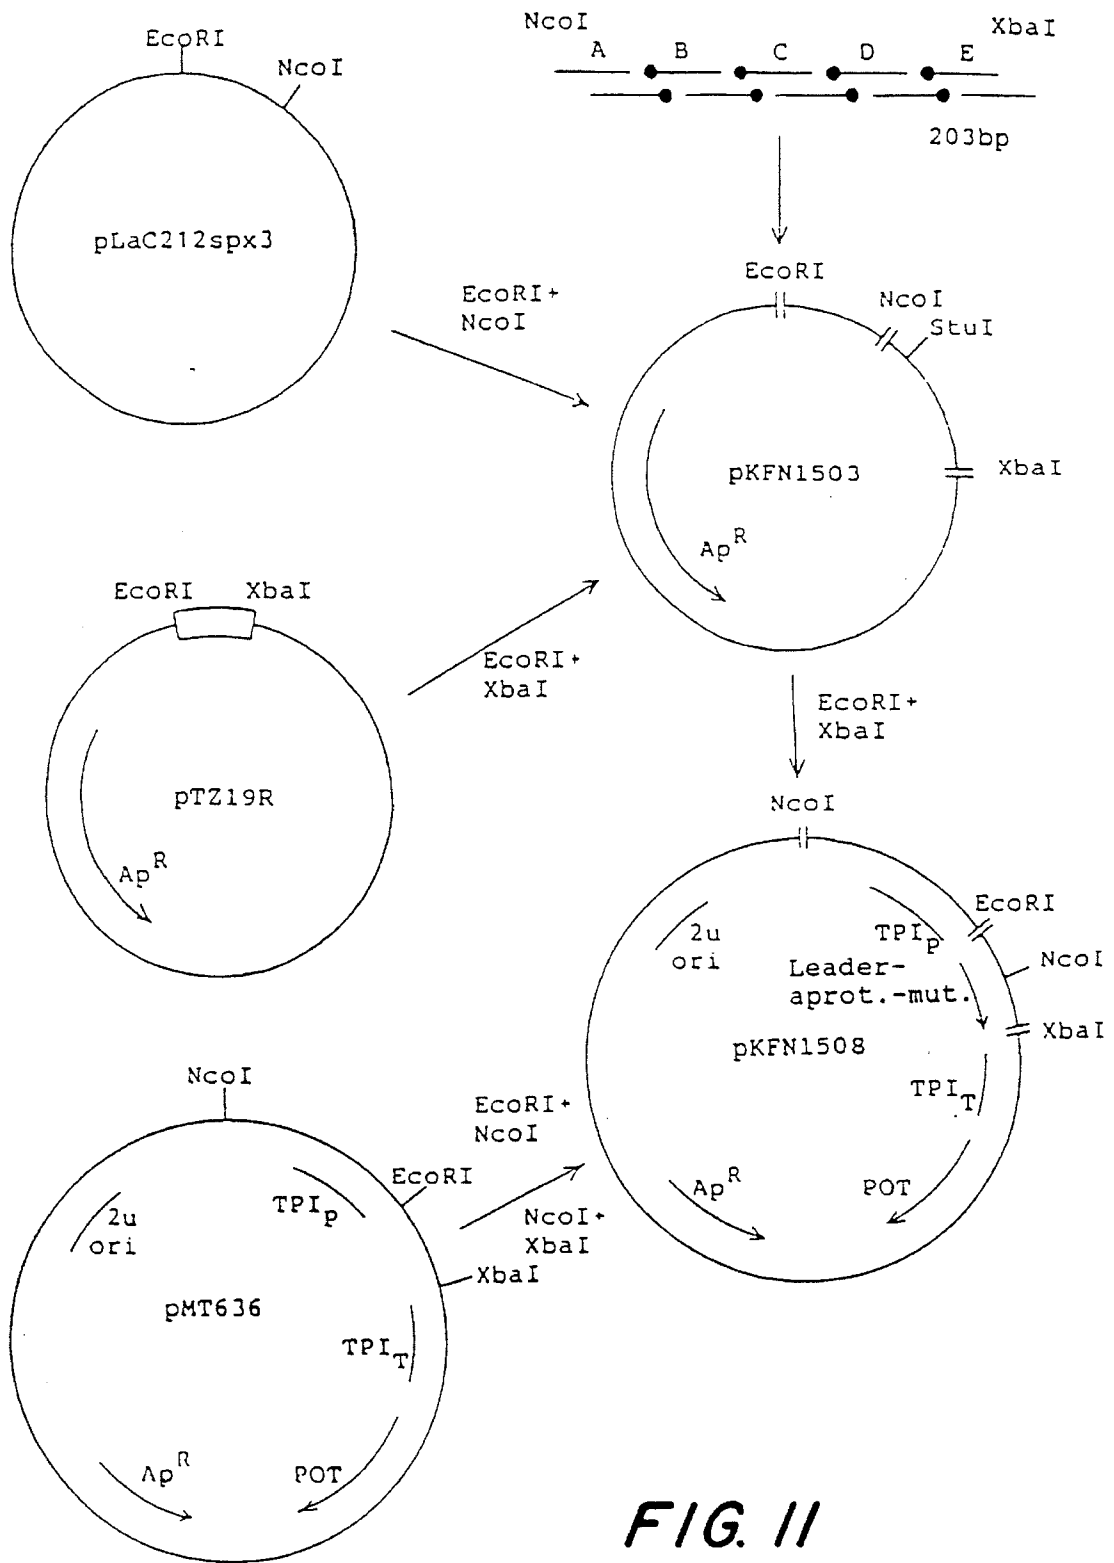 NcoI
XbaI
A B C D E
203bp
EcoRI
NcoI
pLaC212spx3
EcoRI+
NcoI
EcoRI
NcoI
StuI
XbaI
pKFN1503
Ap^R
EcoRI XbaI
pTZ19R
Ap^R
EcoRI+
XbaI
EcoRI+
XbaI
NcoI
EcoRI
NcoI
XbaI
2u
ori
TPI_P
Leader-
aprot.-mut.
pKFN1508
TPI_T
POT
Ap^R
EcoRI+
NcoI
NcoI+
XbaI
NcoI
EcoRI
XbaI
2u
ori
TPI_P
pMT636
TPI_T
POT
Ap^R
FIG. 11